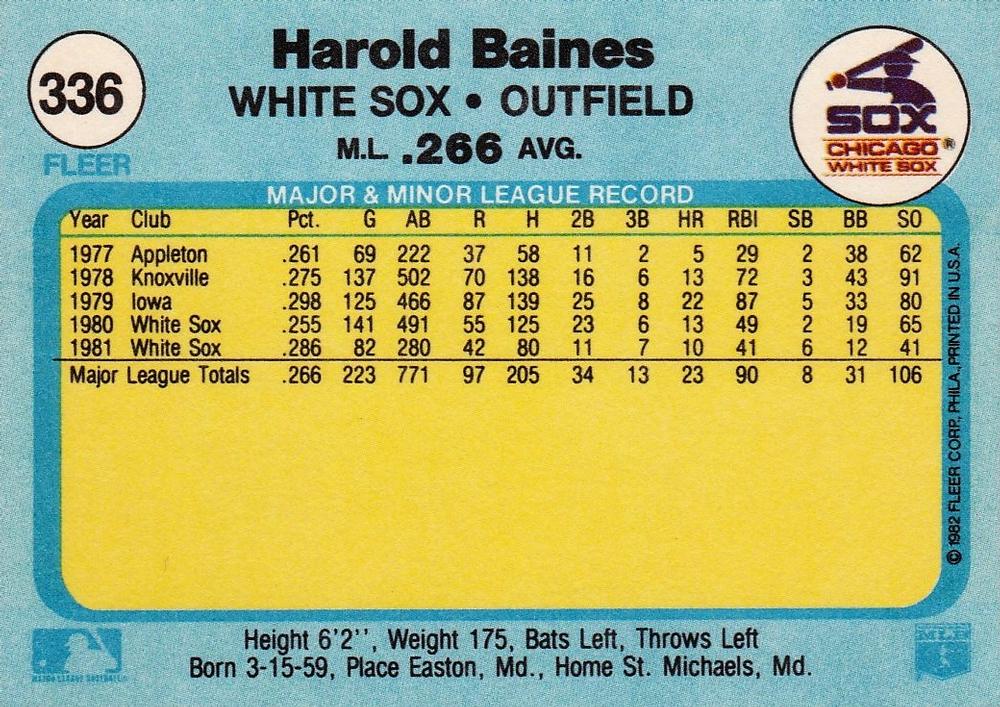 336
FLEER
Harold Baines
WHITE SOX • OUTFIELD
M.L. .266 AVG.
SOX
CHICAGO ®
WHITE SOX
MAJOR & MINOR LEAGUE RECORD
Year Club Pct. G AB R H 2B 3B HR RBI SB BB SO
1977 Appleton .261 69 222 37 58 11 2 5 29 2 38 62
1978 Knoxville .275 137 502 70 138 16 6 13 72 3 43 91
1979 Iowa .298 125 466 87 139 25 8 22 87 5 33 80
1980 White Sox .255 141 491 55 125 23 6 13 49 2 19 65
1981 White Sox .286 82 280 42 80 11 7 10 41 6 12 41
Major League Totals .266 223 771 97 205 34 13 23 90 8 31 106
© 1982 FLEER CORP., PHILA., PRINTED IN U.S.A.
Height 6'2'', Weight 175, Bats Left, Throws Left
Born 3-15-59, Place Easton, Md., Home St. Michaels, Md.
MAJOR LEAGUE BASEBALL